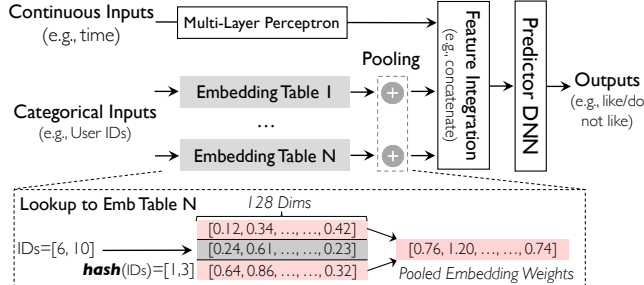 Continuous Inputs
(e.g., time)
Multi-Layer Perceptron
Pooling
Categorical Inputs
(e.g., User IDs)
Embedding Table 1
...
Embedding Table N
+
+
Feature Integration
(e.g., concatenate)
Predictor DNN
Outputs
(e.g., like/do
not like)
Lookup to Emb Table N
128 Dims
[0.12, 0.34, ..., ..., 0.42]
IDs=[6, 10]
[0.24, 0.61, ..., ..., 0.23]
[0.76, 1.20, ..., ..., 0.74]
hash(IDs)=[1,3]
[0.64, 0.86, ..., ..., 0.32]
Pooled Embedding Weights